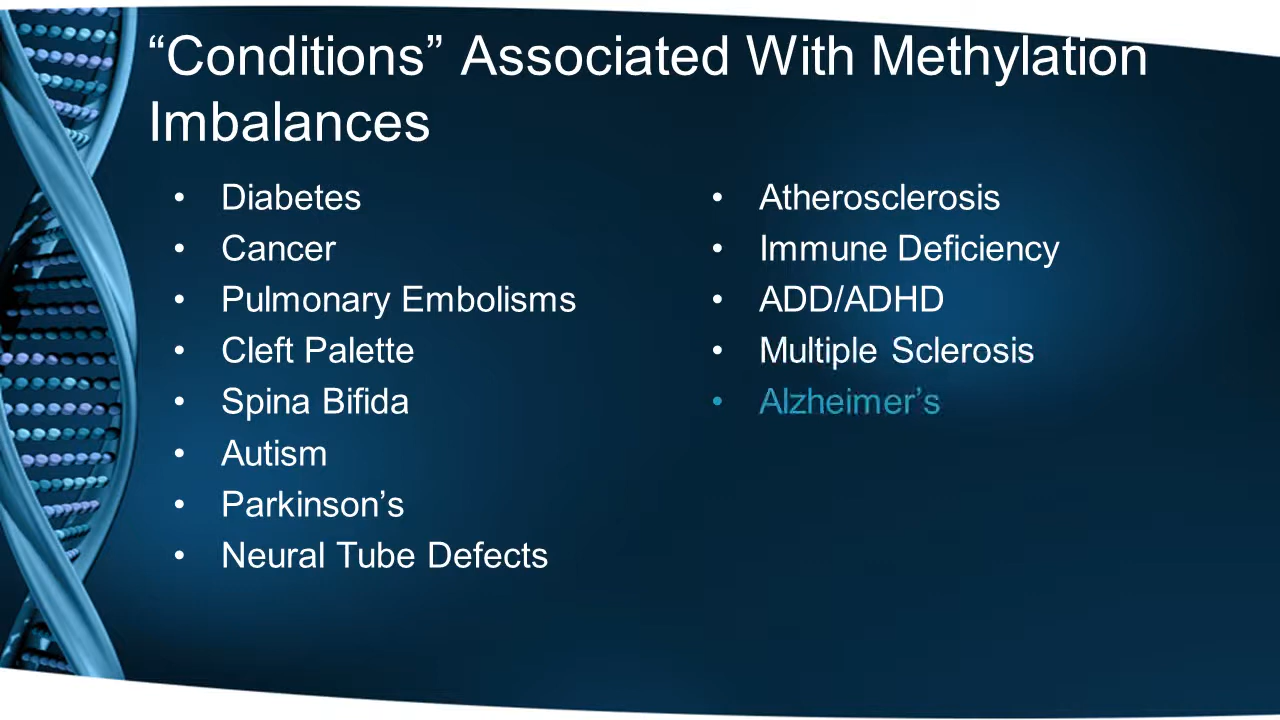 “Conditions” Associated With Methylation
Imbalances
• Diabetes
• Cancer
• Pulmonary Embolisms
• Cleft Palette
• Spina Bifida
• Autism
• Parkinson’s
• Neural Tube Defects
• Atherosclerosis
• Immune Deficiency
• ADD/ADHD
• Multiple Sclerosis
• Alzheimer’s